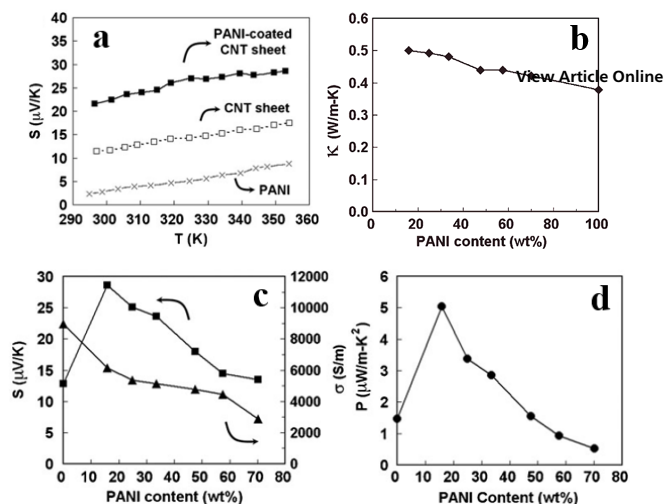 a
PANI-coated
CNT sheet
CNT sheet
PANI
40
35
30
25
20
15
10
5
0
S (μV/K)
290 300 310 320 330 340 350 360
T (K)
b
View Article Online
0.6
0.5
0.4
0.3
0.2
0.1
0.0
K (W/m-K)
0 20 40 60 80 100
PANI content (wt%)
c
30
25
20
15
10
5
0
S (μV/K)
12000
10000
8000
6000
4000
2000
0
σ (S/m)
0 10 20 30 40 50 60 70 80
PANI content (wt%)
d
6
5
4
3
2
1
0
P (μW/m-K²)
0 10 20 30 40 50 60 70 80
PANI Content (wt%)